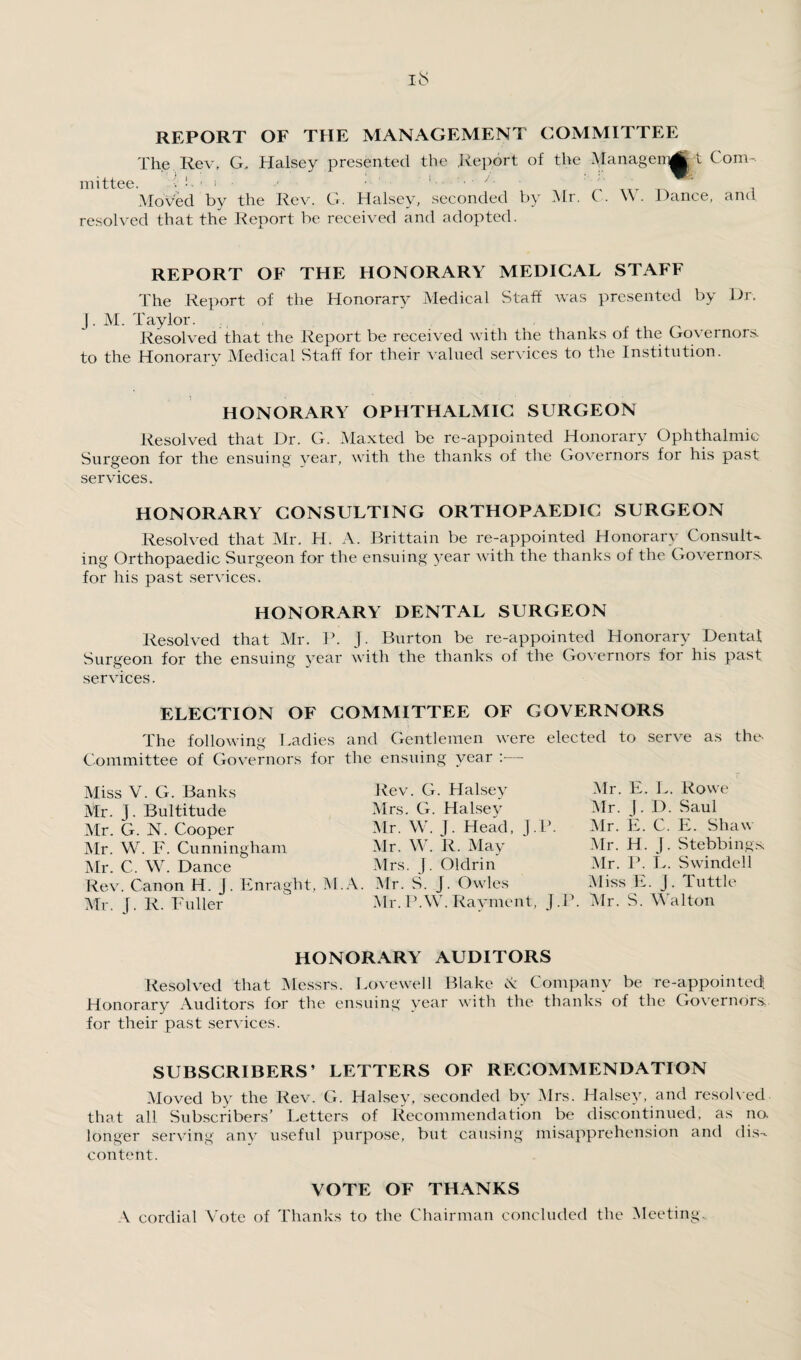 18
REPORT OF THE MANAGEMENT COMMITTEE
The Rev. G. Halsey presented the Report of the Managem t Com-
mittee.
Moved by the Rev. G. Halsey, seconded by Mr. C. W. Dance, and
resolved that the Report be received and adopted.
REPORT OF THE HONORARY MEDICAL STAFF
The Report of the Honorary Medical Staff was presented by Dr.
J. M. Taylor.
Resolved that the Report be received with the thanks of the Governors
to the Honorary Medical Staff for their valued services to the Institution.
HONORARY OPHTHALMIC SURGEON
Resolved that Dr. G. Maxted be re-appointed Honorary Ophthalmic
Surgeon for the ensuing year, with the thanks of the Governors for his past
services.
HONORARY CONSULTING ORTHOPAEDIC SURGEON
Resolved that Mr. H. A. Brittain be re-appointed Honorary Consult-
ing Orthopaedic Surgeon for the ensuing year with the thanks of the Governors
for his past services.
HONORARY DENTAL SURGEON
Resolved that Mr. P. J. Burton be re-appointed Honorary Dental
Surgeon for the ensuing year with the thanks of the Governors for his past
services.
ELECTION OF COMMITTEE OF GOVERNORS
The following Ladies and Gentlemen were elected to serve as the
Committee of Governors for the ensuing year :—
Miss V. G. Banks
Mr. J. Bultitude
Mr. G. N. Cooper
Mr. W. F. Cunningham
Mr. C. W. Dance
Rev. Canon H. J. Enraght, M.A.
Mr. J. R. Fuller
Rev. G. Halsey
Mrs. G. Halsey
Mr. W. J. Head, J.P.
Mr. W. R. May
Mrs. J. Oldrin
Mr. S. J. Owles
Mr. P.W. Rayment, J.P.
Mr. E. L. Rowe
Mr. J. D. Saul
Mr. E. C. E. Shaw
Mr. H. J. Stebbings
Mr. P. L. Swindell
Miss E. J. Tuttle
Mr. S. Walton
HONORARY AUDITORS
Resolved that Messrs. Lovewell Blake & Company be re-appointed
Honorary Auditors for the ensuing year with the thanks of the Governors
for their past services.
SUBSCRIBERS' LETTERS OF RECOMMENDATION
Moved by the Rev. G. Halsey, seconded by Mrs. Halsey, and resolved
that all Subscribers' Letters of Recommendation be discontinued, as no
longer serving any useful purpose, but causing misapprehension and dis-
content.
VOTE OF THANKS
A cordial Vote of Thanks to the Chairman concluded the Meeting.